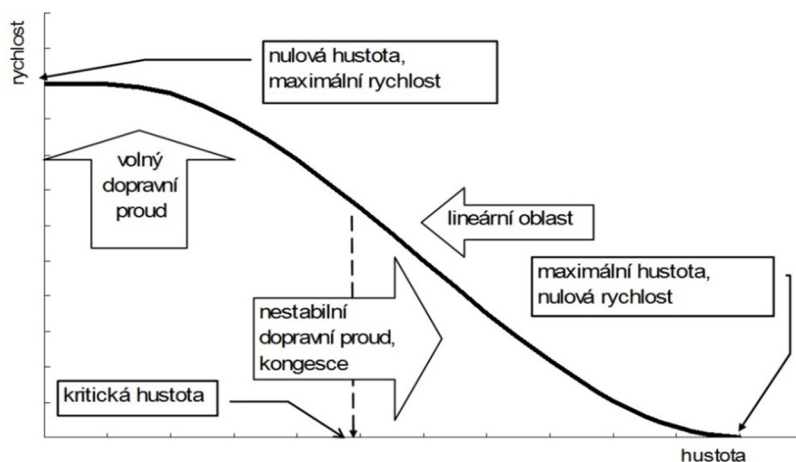 rychlost
nulová hustota,
maximální rychlost
volný
dopravní
proud
lineární oblast
maximální hustota,
nulová rychlost
nestabilní
dopravní proud,
kongesce
kritická hustota
hustota